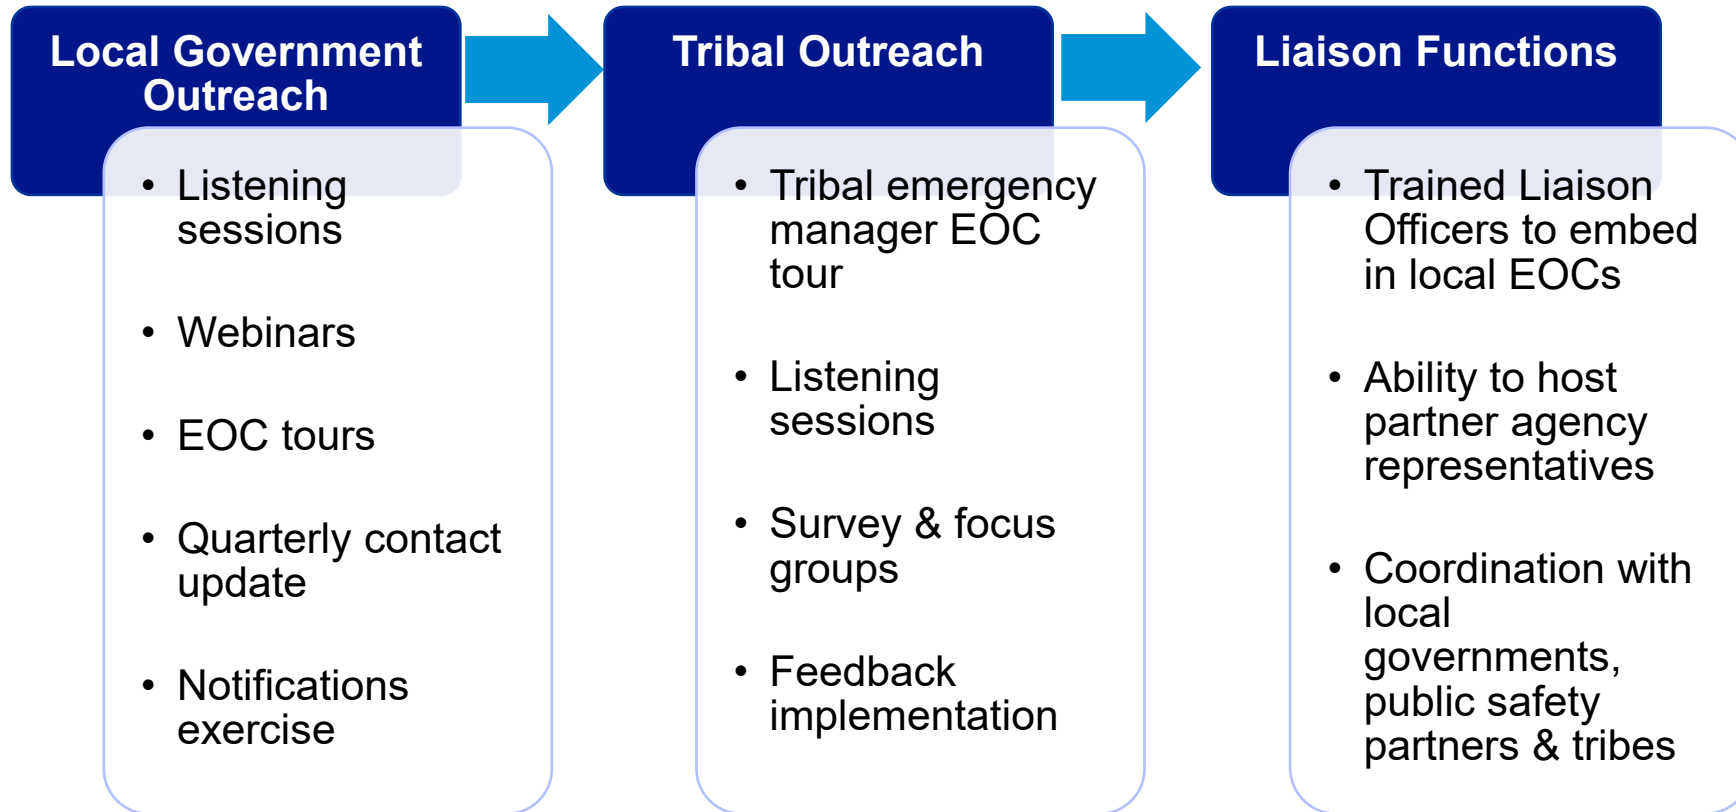 Local Government
Outreach
• Listening
sessions
• Webinars
• EOC tours
• Quarterly contact
update
• Notifications
exercise
Tribal Outreach
• Tribal emergency
manager EOC
tour
• Listening
sessions
• Survey & focus
groups
• Feedback
implementation
Liaison Functions
• Trained Liaison
Officers to embed
in local EOCs
• Ability to host
partner agency
representatives
• Coordination with
local
governments,
public safety
partners & tribes